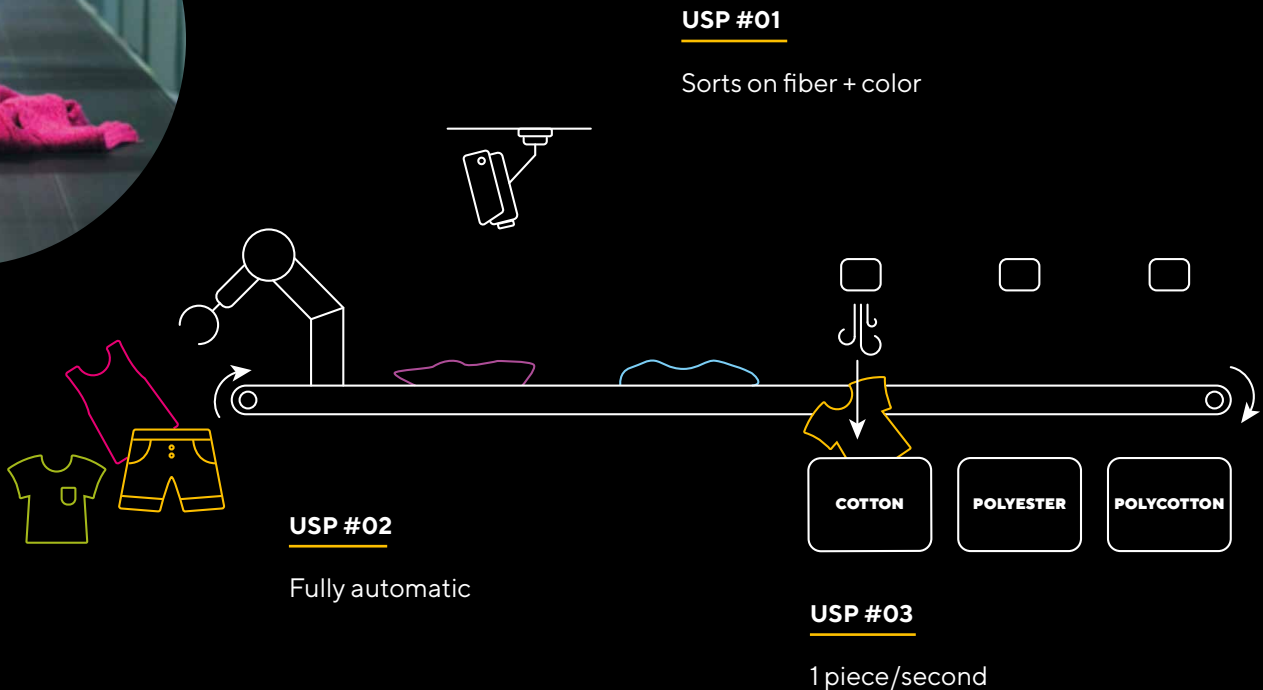 USP #01
Sorts on fiber + color
COTTON
POLYESTER
POLYCOTTON
USP #02
Fully automatic
USP #03
1 piece/second